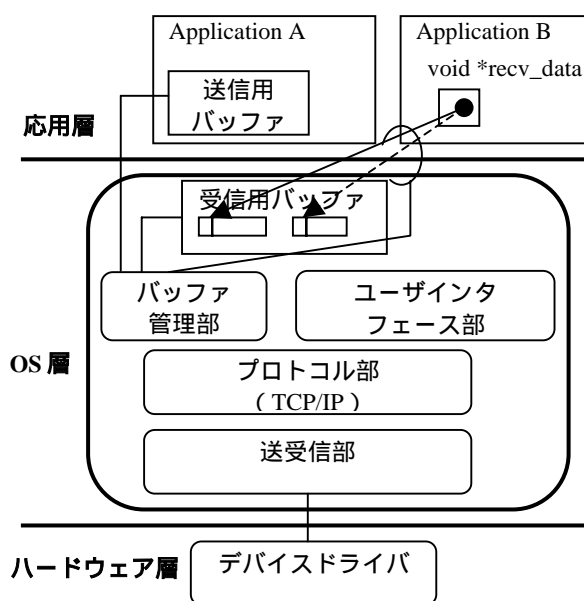 Application A
Application B
void *recv_data
送信用
バッファ
応用層
受信用バッファ
バッファ
管理部
ユーザインタ
フェース部
OS 層
プロトコル部
( TCP/IP )
送受信部
ハードウェア層
デバイスドライバ